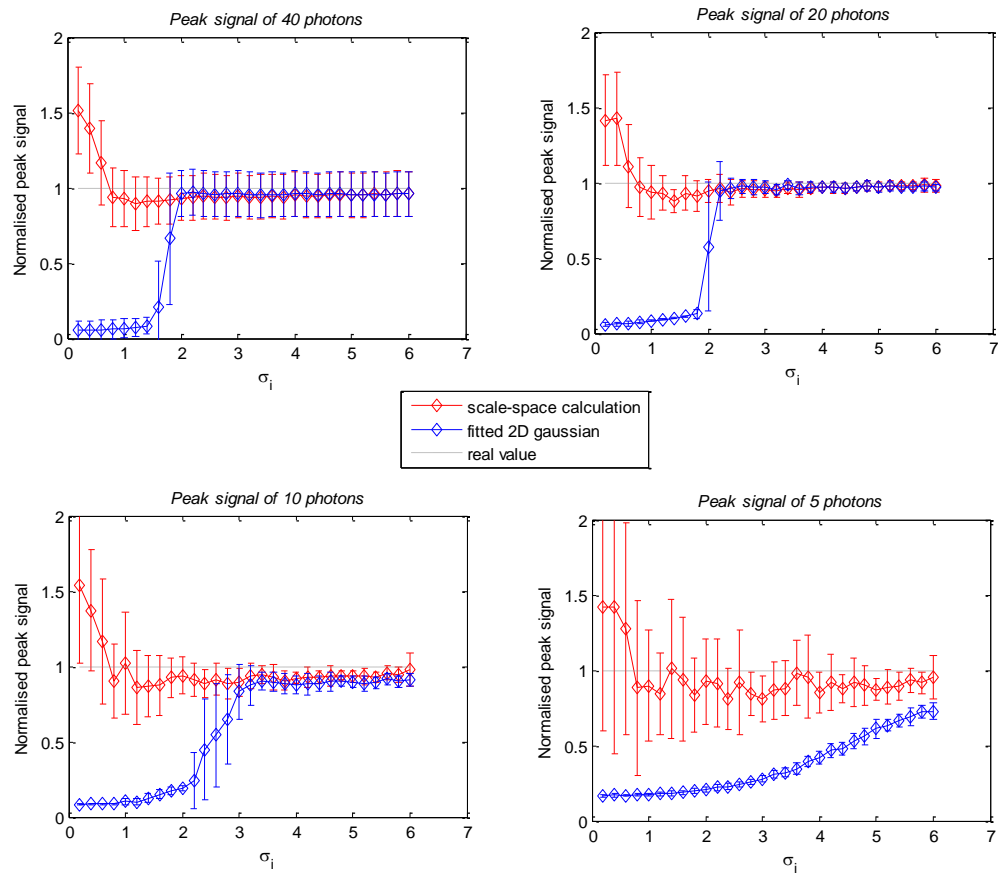 Peak signal of 40 photons
Normalised peak signal
2
1.5
1
0.5
0
0 1 2 3 4 5 6 7
σi
Peak signal of 20 photons
Normalised peak signal
2
1.5
1
0.5
0
0 1 2 3 4 5 6 7
σi
scale-space calculation
fitted 2D gaussian
real value
Peak signal of 10 photons
Normalised peak signal
2
1.5
1
0.5
0
0 1 2 3 4 5 6 7
σi
Peak signal of 5 photons
Normalised peak signal
2
1.5
1
0.5
0
0 1 2 3 4 5 6 7
σi